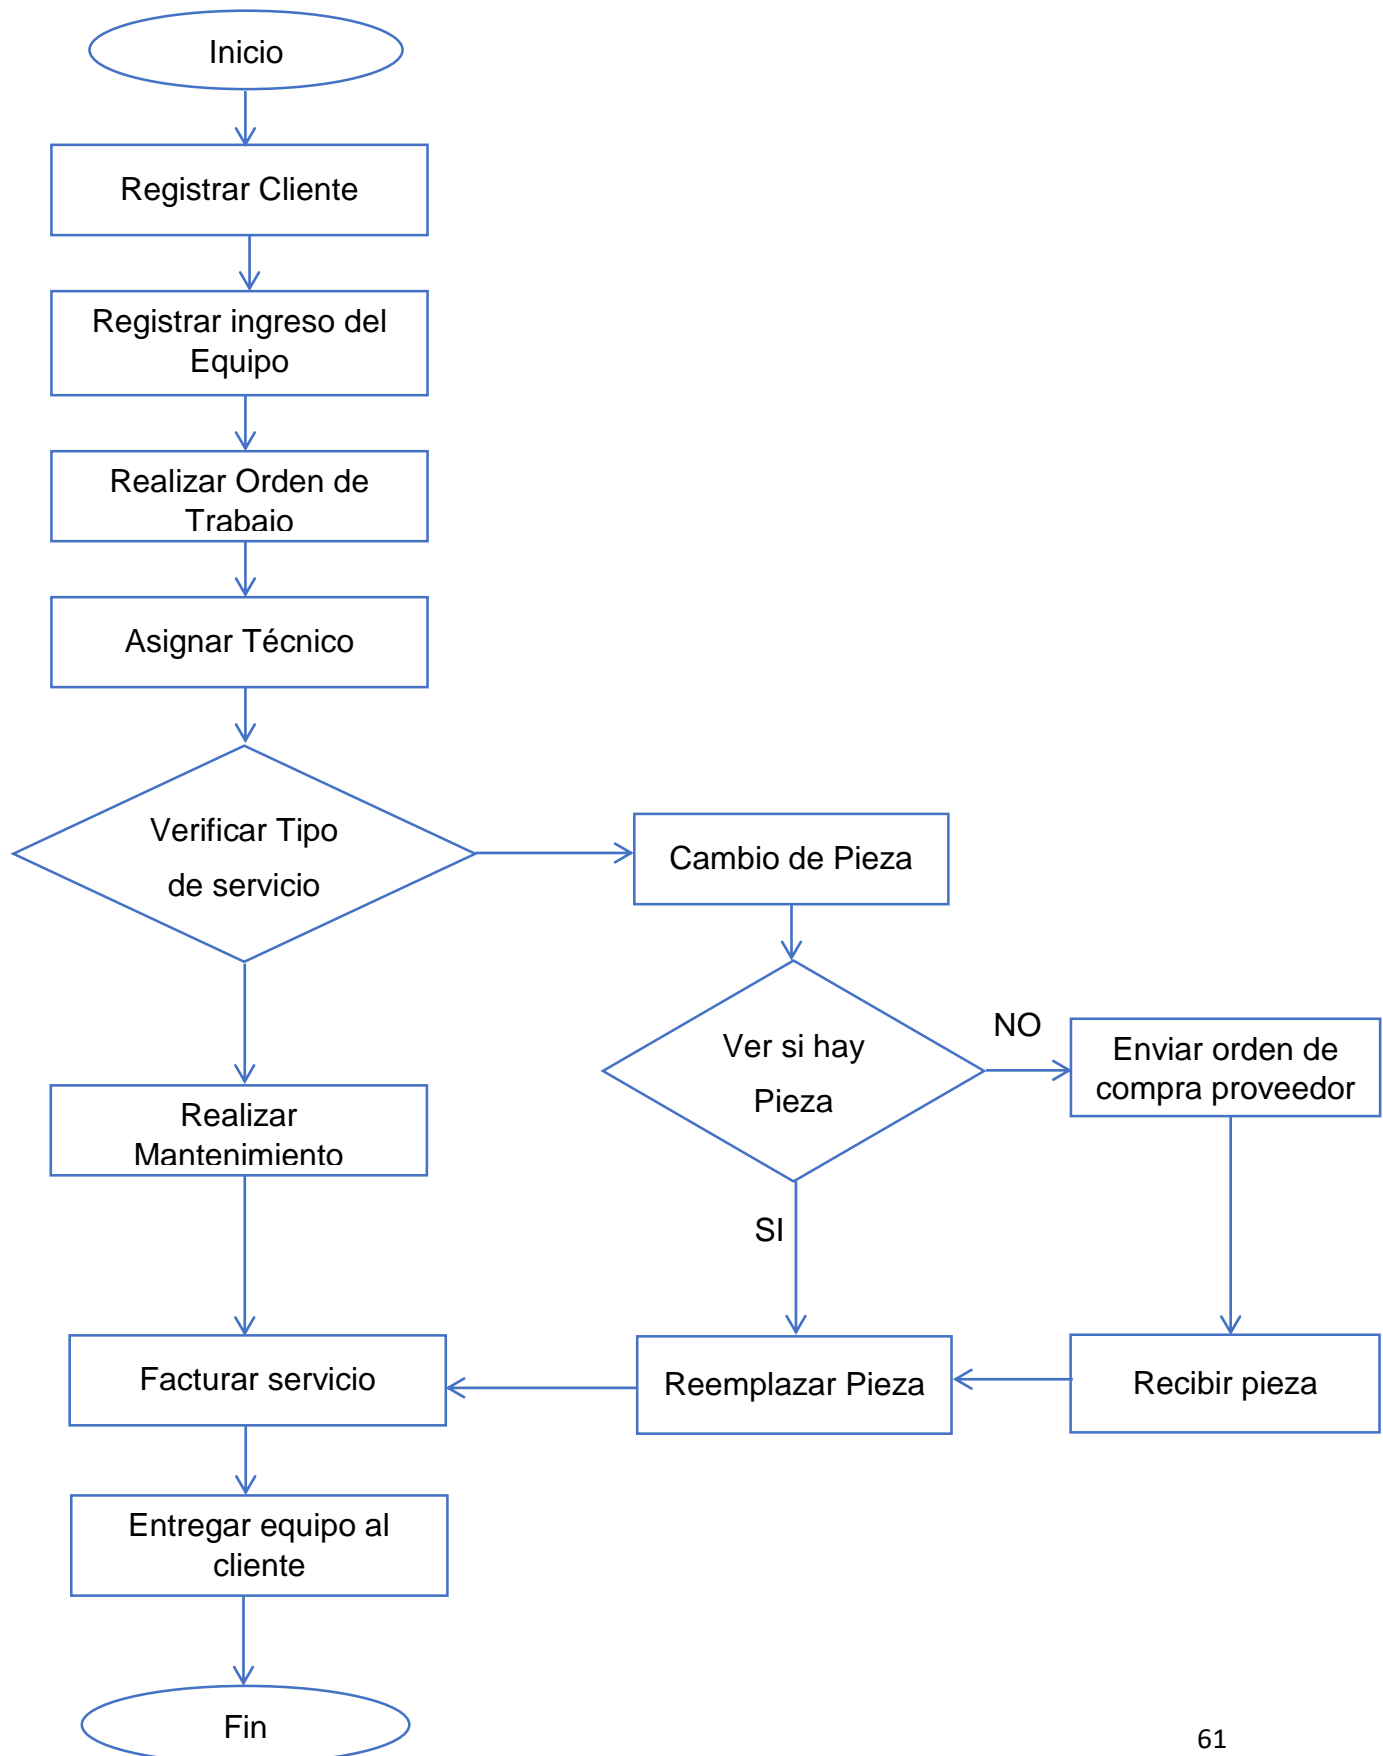 Inicio
Registrar Cliente
Registrar ingreso del
Equipo
Realizar Orden de
Trabajo
Asignar Técnico
Verificar Tipo
de servicio
Cambio de Pieza
Ver si hay
Pieza
NO
Enviar orden de
compra proveedor
Realizar
Mantenimiento
SI
Facturar servicio
Reemplazar Pieza
Recibir pieza
Entregar equipo al
cliente
Fin
61